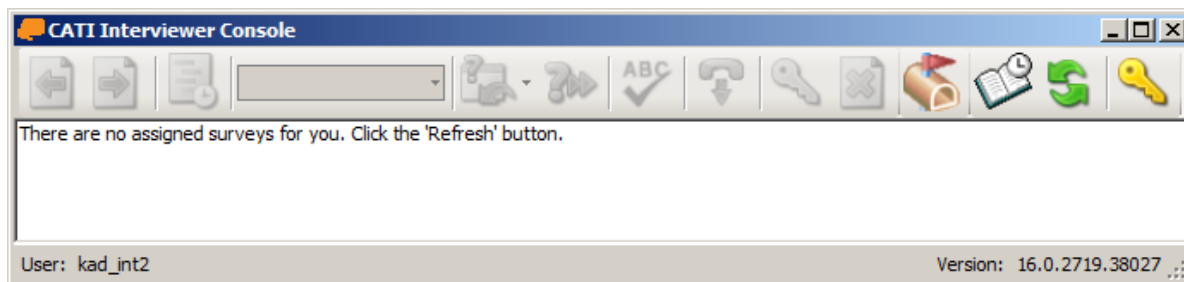 CATI Interviewer Console
ABC
There are no assigned surveys for you. Click the 'Refresh' button.
User: kad_int2
Version: 16.0.2719.38027